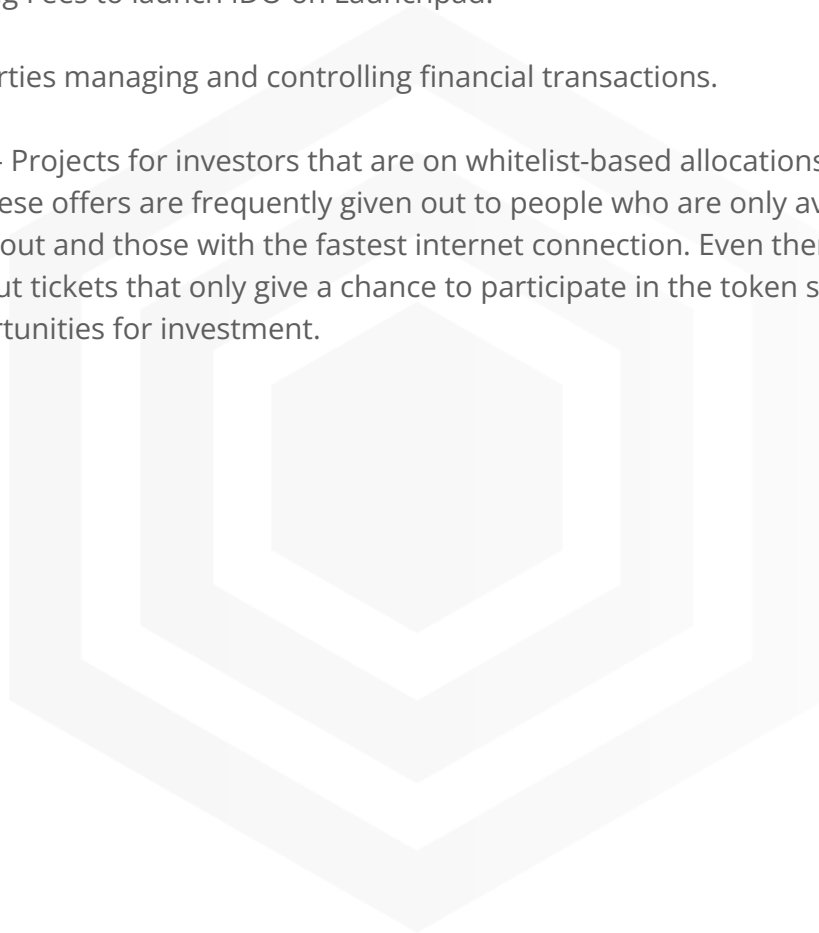 Fees to launch IDO on Launchpad.
rties managing and controlling financial transactions.
- Projects for investors that are on whitelist-based allocations
ese offers are frequently given out to people who are only av
out and those with the fastest internet connection. Even ther
ut tickets that only give a chance to participate in the token s
rtunities for investment.